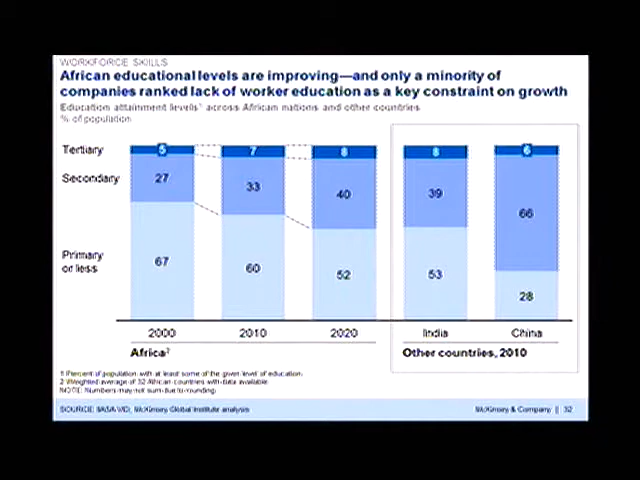 WORKFORCE SKILLS
African educational levels are improving—and only a minority of
companies ranked lack of worker education as a key constraint on growth
Education attainment levels¹ across African nations and other countries
% of population
Tertiary 5 7 8 8 6
Secondary 27 33 40 39 66
Primary
or less 67 60 52 53 28
2000 2010 2020 India China
Africa² Other countries, 2010
1 Percent of population with at least some of the given level of education.
2 Weighted average of 32 African countries with data available
NOTE: Numbers may not sum due to rounding.
SOURCE: IIASA-VID; McKinsey Global Institute analysis McKinsey & Company | 32